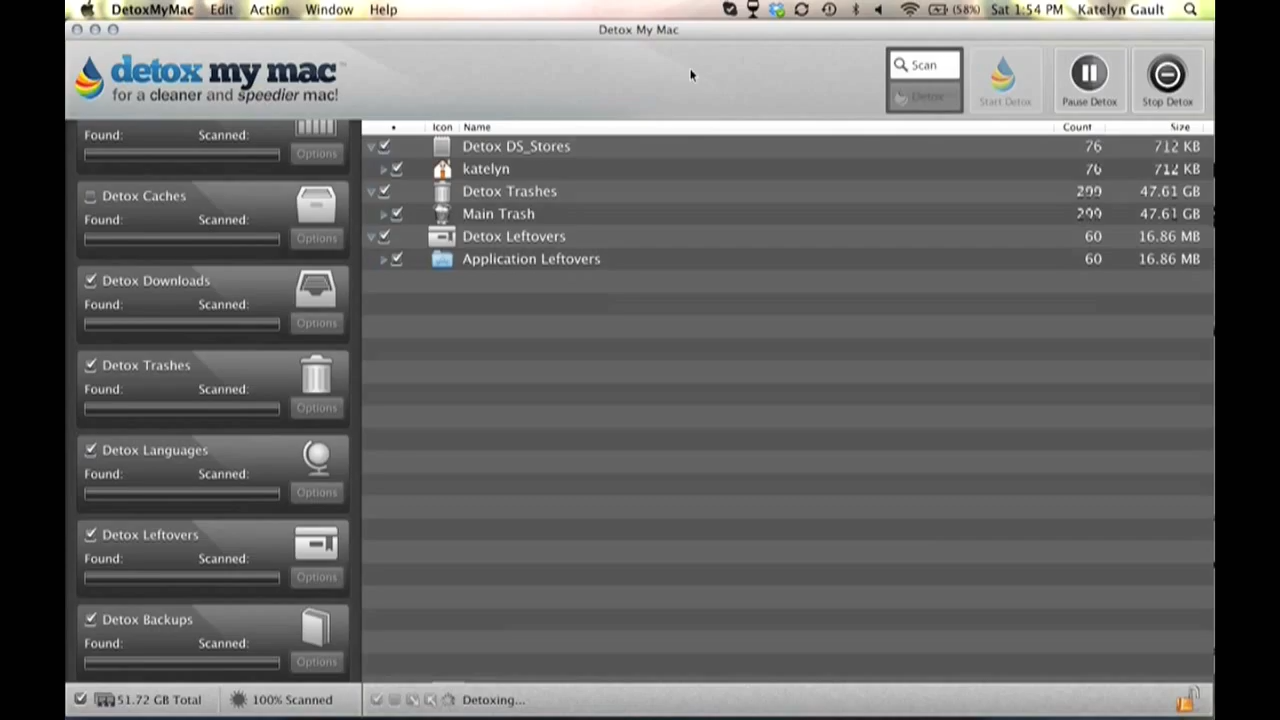 DetoxMyMac Edit Action Window Help (58%) Sat 1:54 PM Katelyn Gault
Detox My Mac
detox my mac™
for a cleaner and speedier mac!
Scan
Detox
Start Detox
Pause Detox
Stop Detox
Found: Scanned:
Options
Detox Caches
Found: Scanned:
Options
Detox Downloads
Found: Scanned:
Options
Detox Trashes
Found: Scanned:
Options
Detox Languages
Found: Scanned:
Options
Detox Leftovers
Found: Scanned:
Options
Detox Backups
Found: Scanned:
Options
Icon Name Count Size
Detox DS_Stores 76 712 KB
katelyn 76 712 KB
Detox Trashes 299 47.61 GB
Main Trash 299 47.61 GB
Detox Leftovers 60 16.86 MB
Application Leftovers 60 16.86 MB
51.72 GB Total 100% Scanned Detoxing...